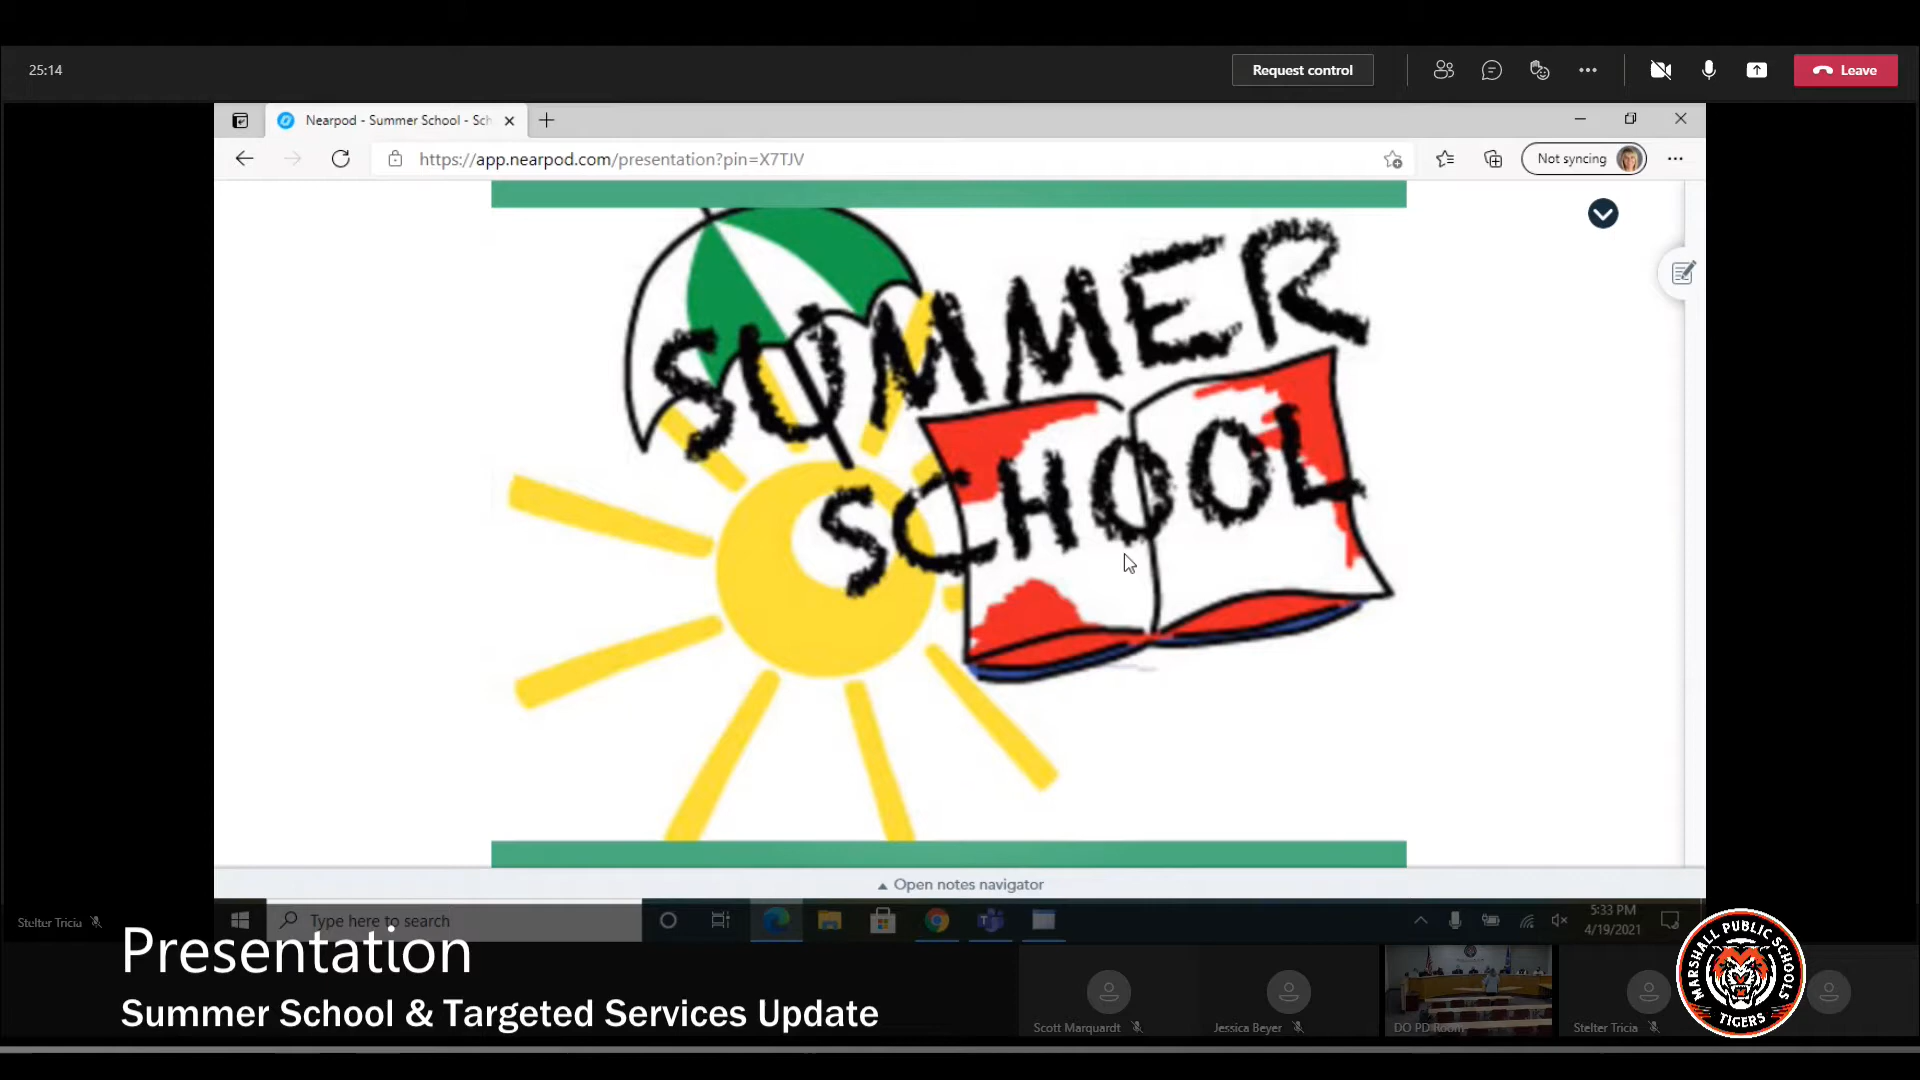 25:14
Request control
Leave
Nearpod - Summer School - Sch
https://app.nearpod.com/presentation?pin=X7TJV
Not syncing
SUMMER
SCHOOL
Open notes navigator
Type here to search
5:33 PM
4/19/2021
Stelter Tricia
Presentation
Summer School & Targeted Services Update
Scott Marquardt
Jessica Beyer
DO PD Room
Stelter Tricia
MARSHALL PUBLIC SCHOOLS
TIGERS